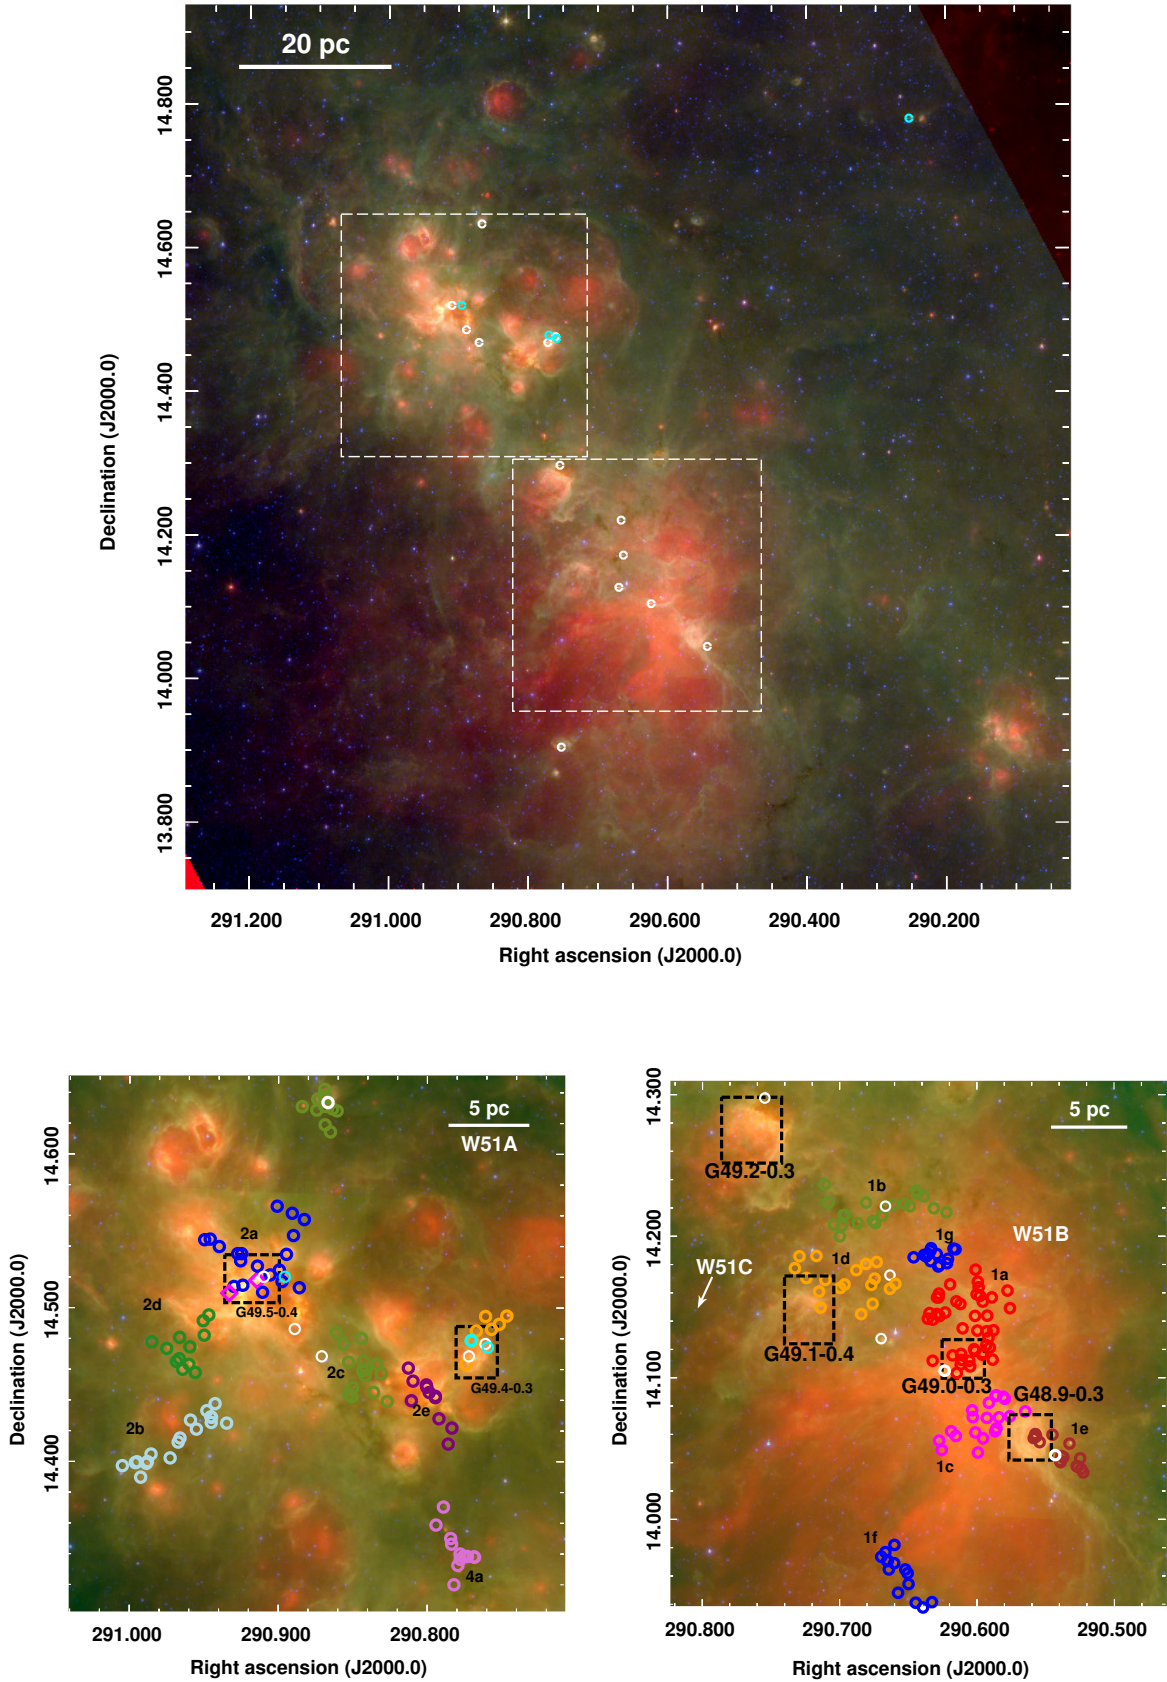 20 pc
14.800
14.600
14.400
14.200
14.000
13.800
Declination (J2000.0)
291.200 291.000 290.800 290.600 290.400 290.200
Right ascension (J2000.0)
5 pc
W51A
2a
G49.5-0.4
2d
2c
G49.4-0.3
2e
2b
4a
14.600
14.500
14.400
Declination (J2000.0)
291.000 290.900 290.800
Right ascension (J2000.0)
5 pc
G49.2-0.3
1b
W51B
1g
1d
W51C
1a
G49.1-0.4
G49.0-0.3
G48.9-0.3
1e
1c
1f
14.300
14.200
14.100
14.000
Declination (J2000.0)
290.800 290.700 290.600 290.500
Right ascension (J2000.0)